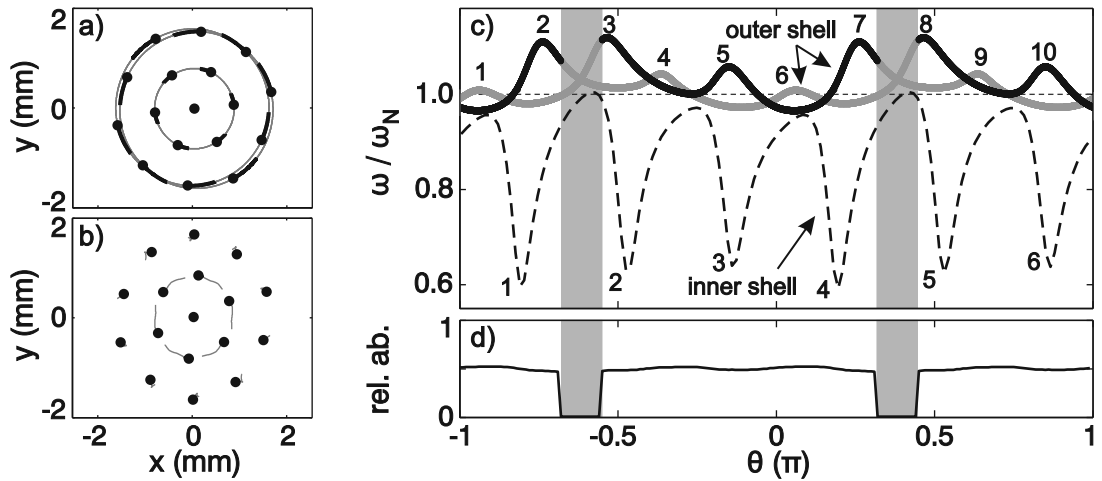 a)
2
0
-2
y (mm)
b)
2
0
-2
y (mm)
-2
0
2
x (mm)
c)
1.0
0.8
0.6
ω / ω_N
1 2 3 4 5 6 7 8 9 10
outer shell
inner shell
1 2 3 4 5 6
d)
1
0
rel. ab.
-1
-0.5
0
0.5
1
θ (π)